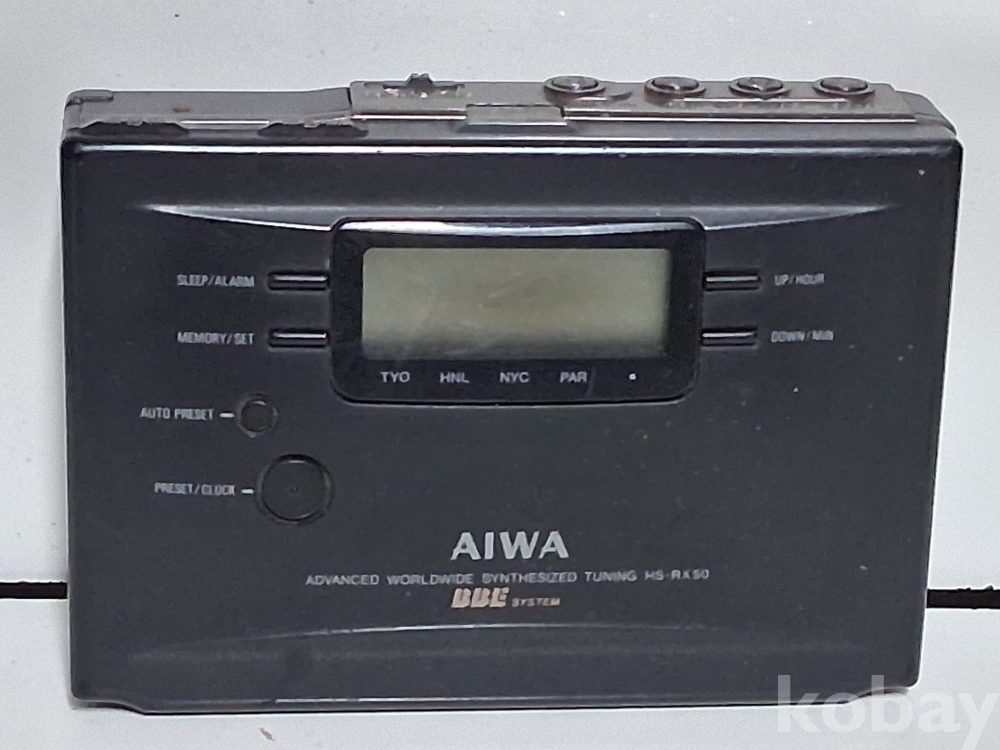 SLEEP/ALARM
UP/HOUR
MEMORY/SET
DOWN/MIN
TYO HNL NYC PAR
AUTO PRESET
PRESET/CLOCK
AIWA
ADVANCED WORLDWIDE SYNTHESIZED TUNING HS-RX50
BBE SYSTEM
kobay